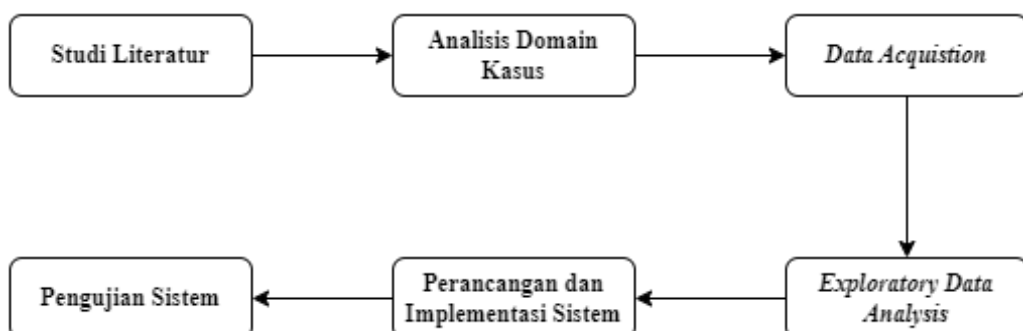 Studi Literatur
Analisis Domain
Kasus
Data Acquistion
Exploratory Data
Analysis
Perancangan dan
Implementasi Sistem
Pengujian Sistem